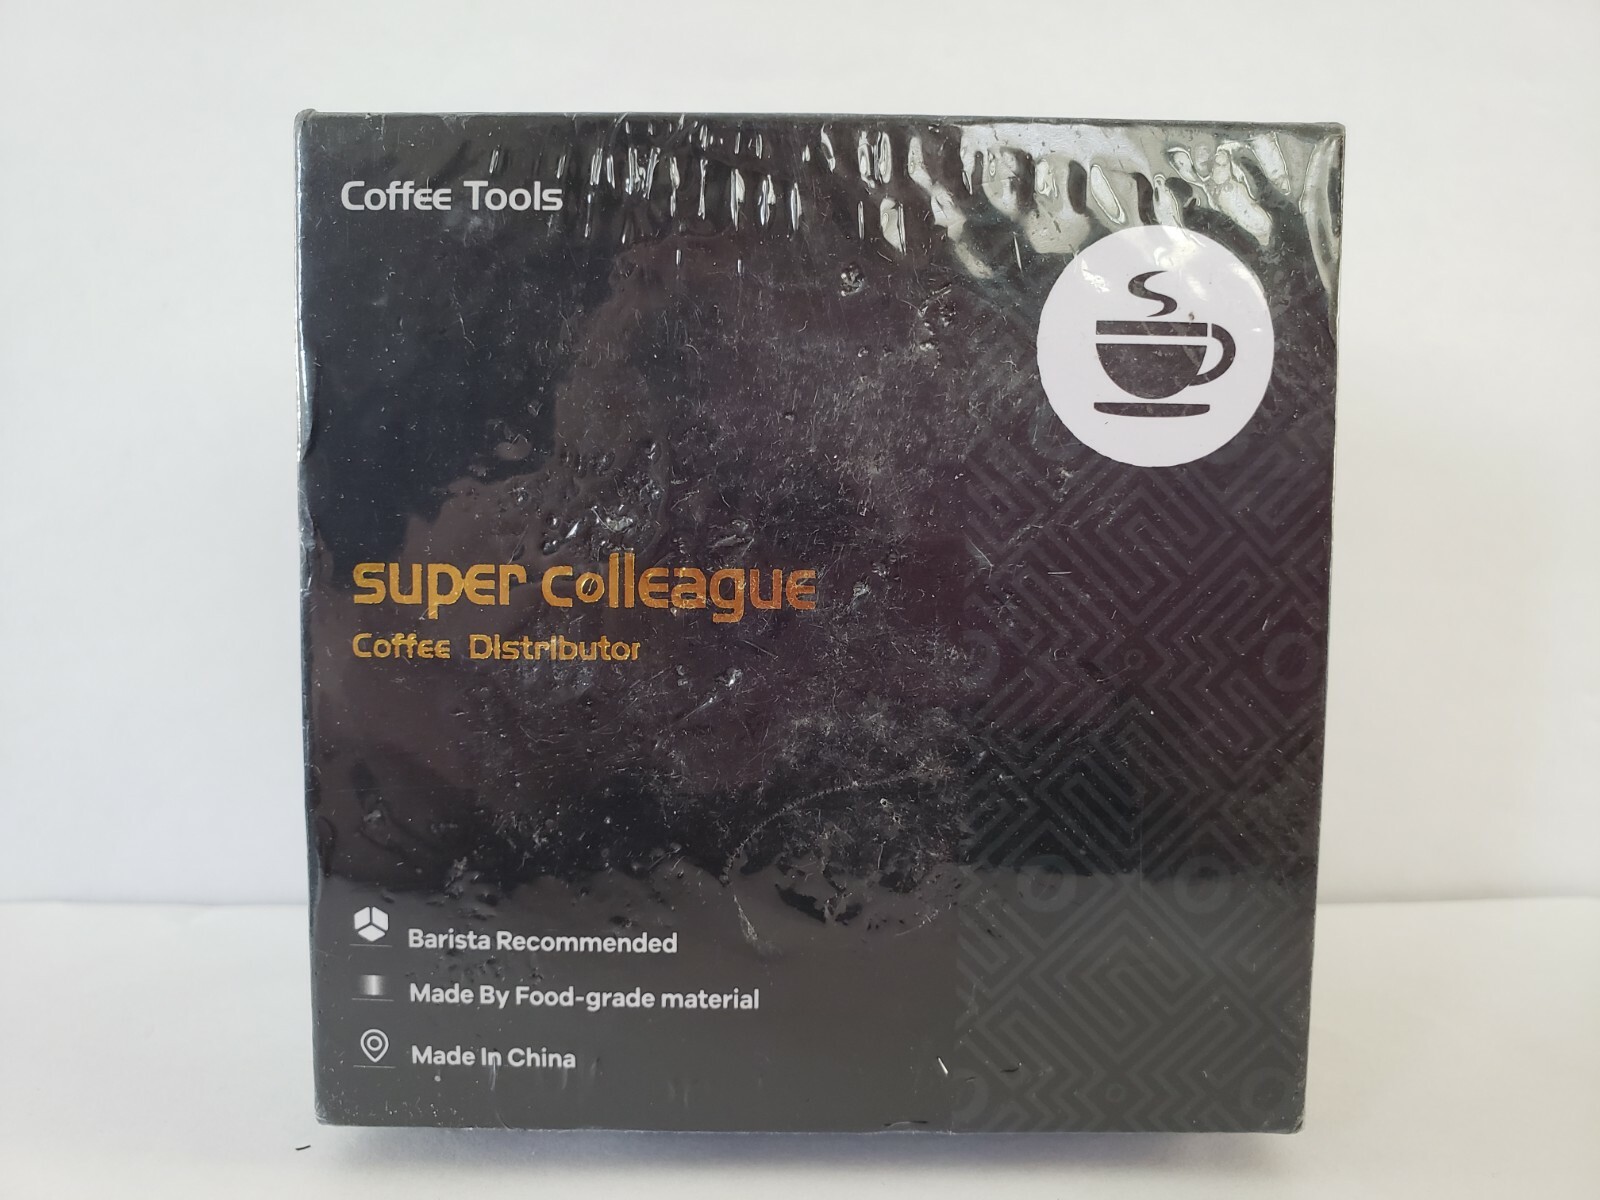 Coffee Tools
super colleague
Coffee Distributor
Barista Recommended
Made By Food-grade material
Made In China